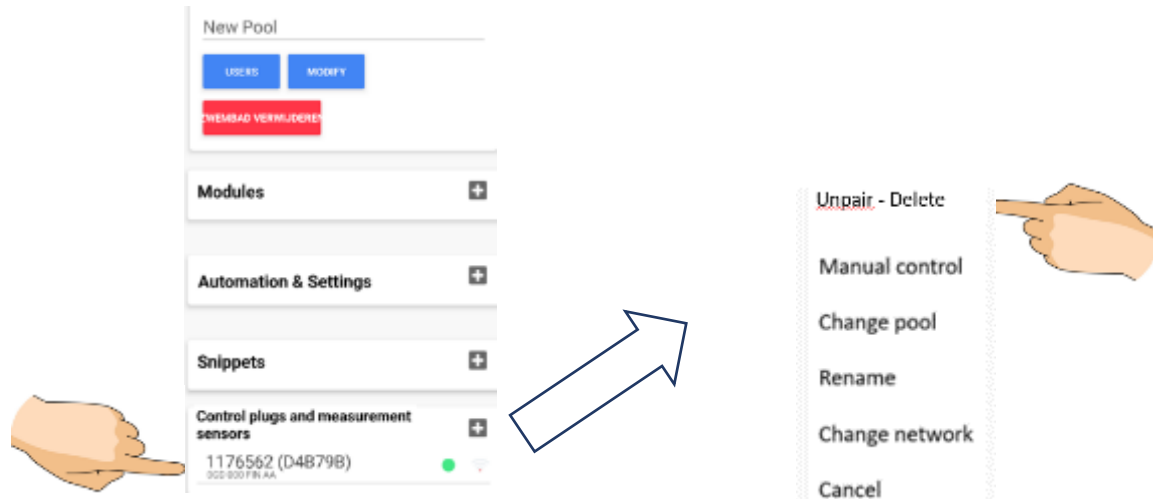 New Pool
USERS MODIFY
ZWEMBAD VERWIJDEREN
Modules
Automation & Settings
Snippets
Control plugs and measurement
sensors
1176562 (D4B79B)
Unpair - Delete
Manual control
Change pool
Rename
Change network
Cancel